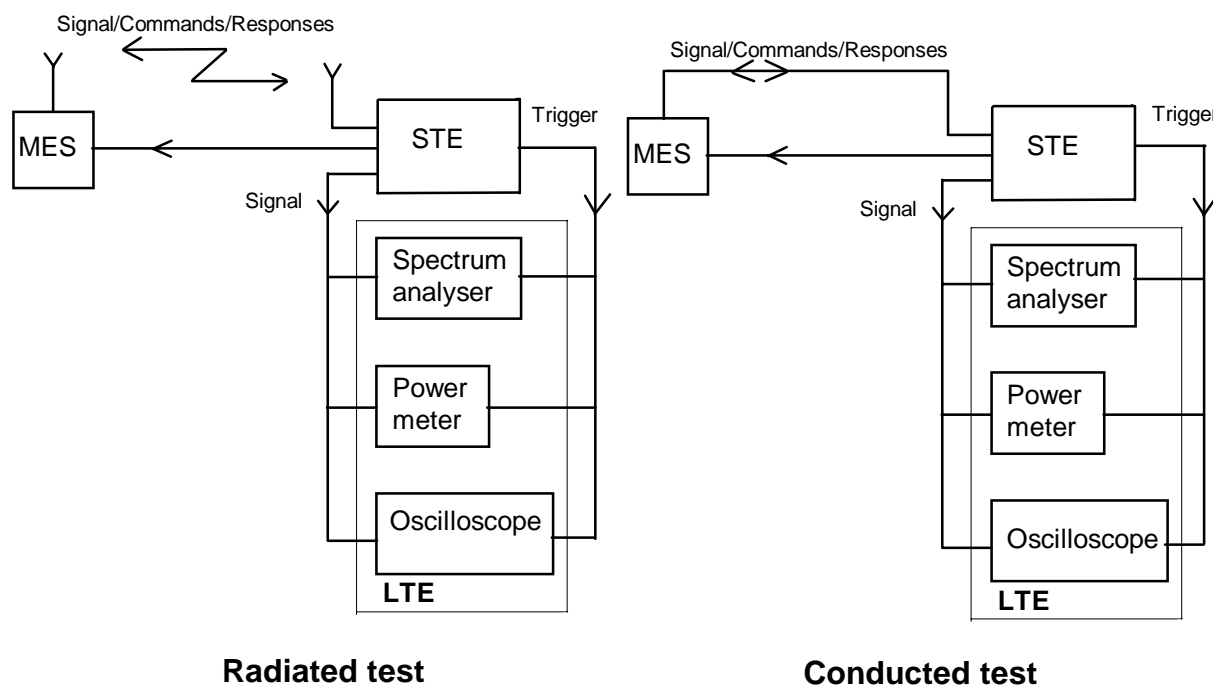 Signal/Commands/Responses
MES
STE
Trigger
Signal
Spectrum
analyser
Power
meter
Oscilloscope
LTE
Radiated test
Signal/Commands/Responses
MES
STE
Trigger
Signal
Spectrum
analyser
Power
meter
Oscilloscope
LTE
Conducted test